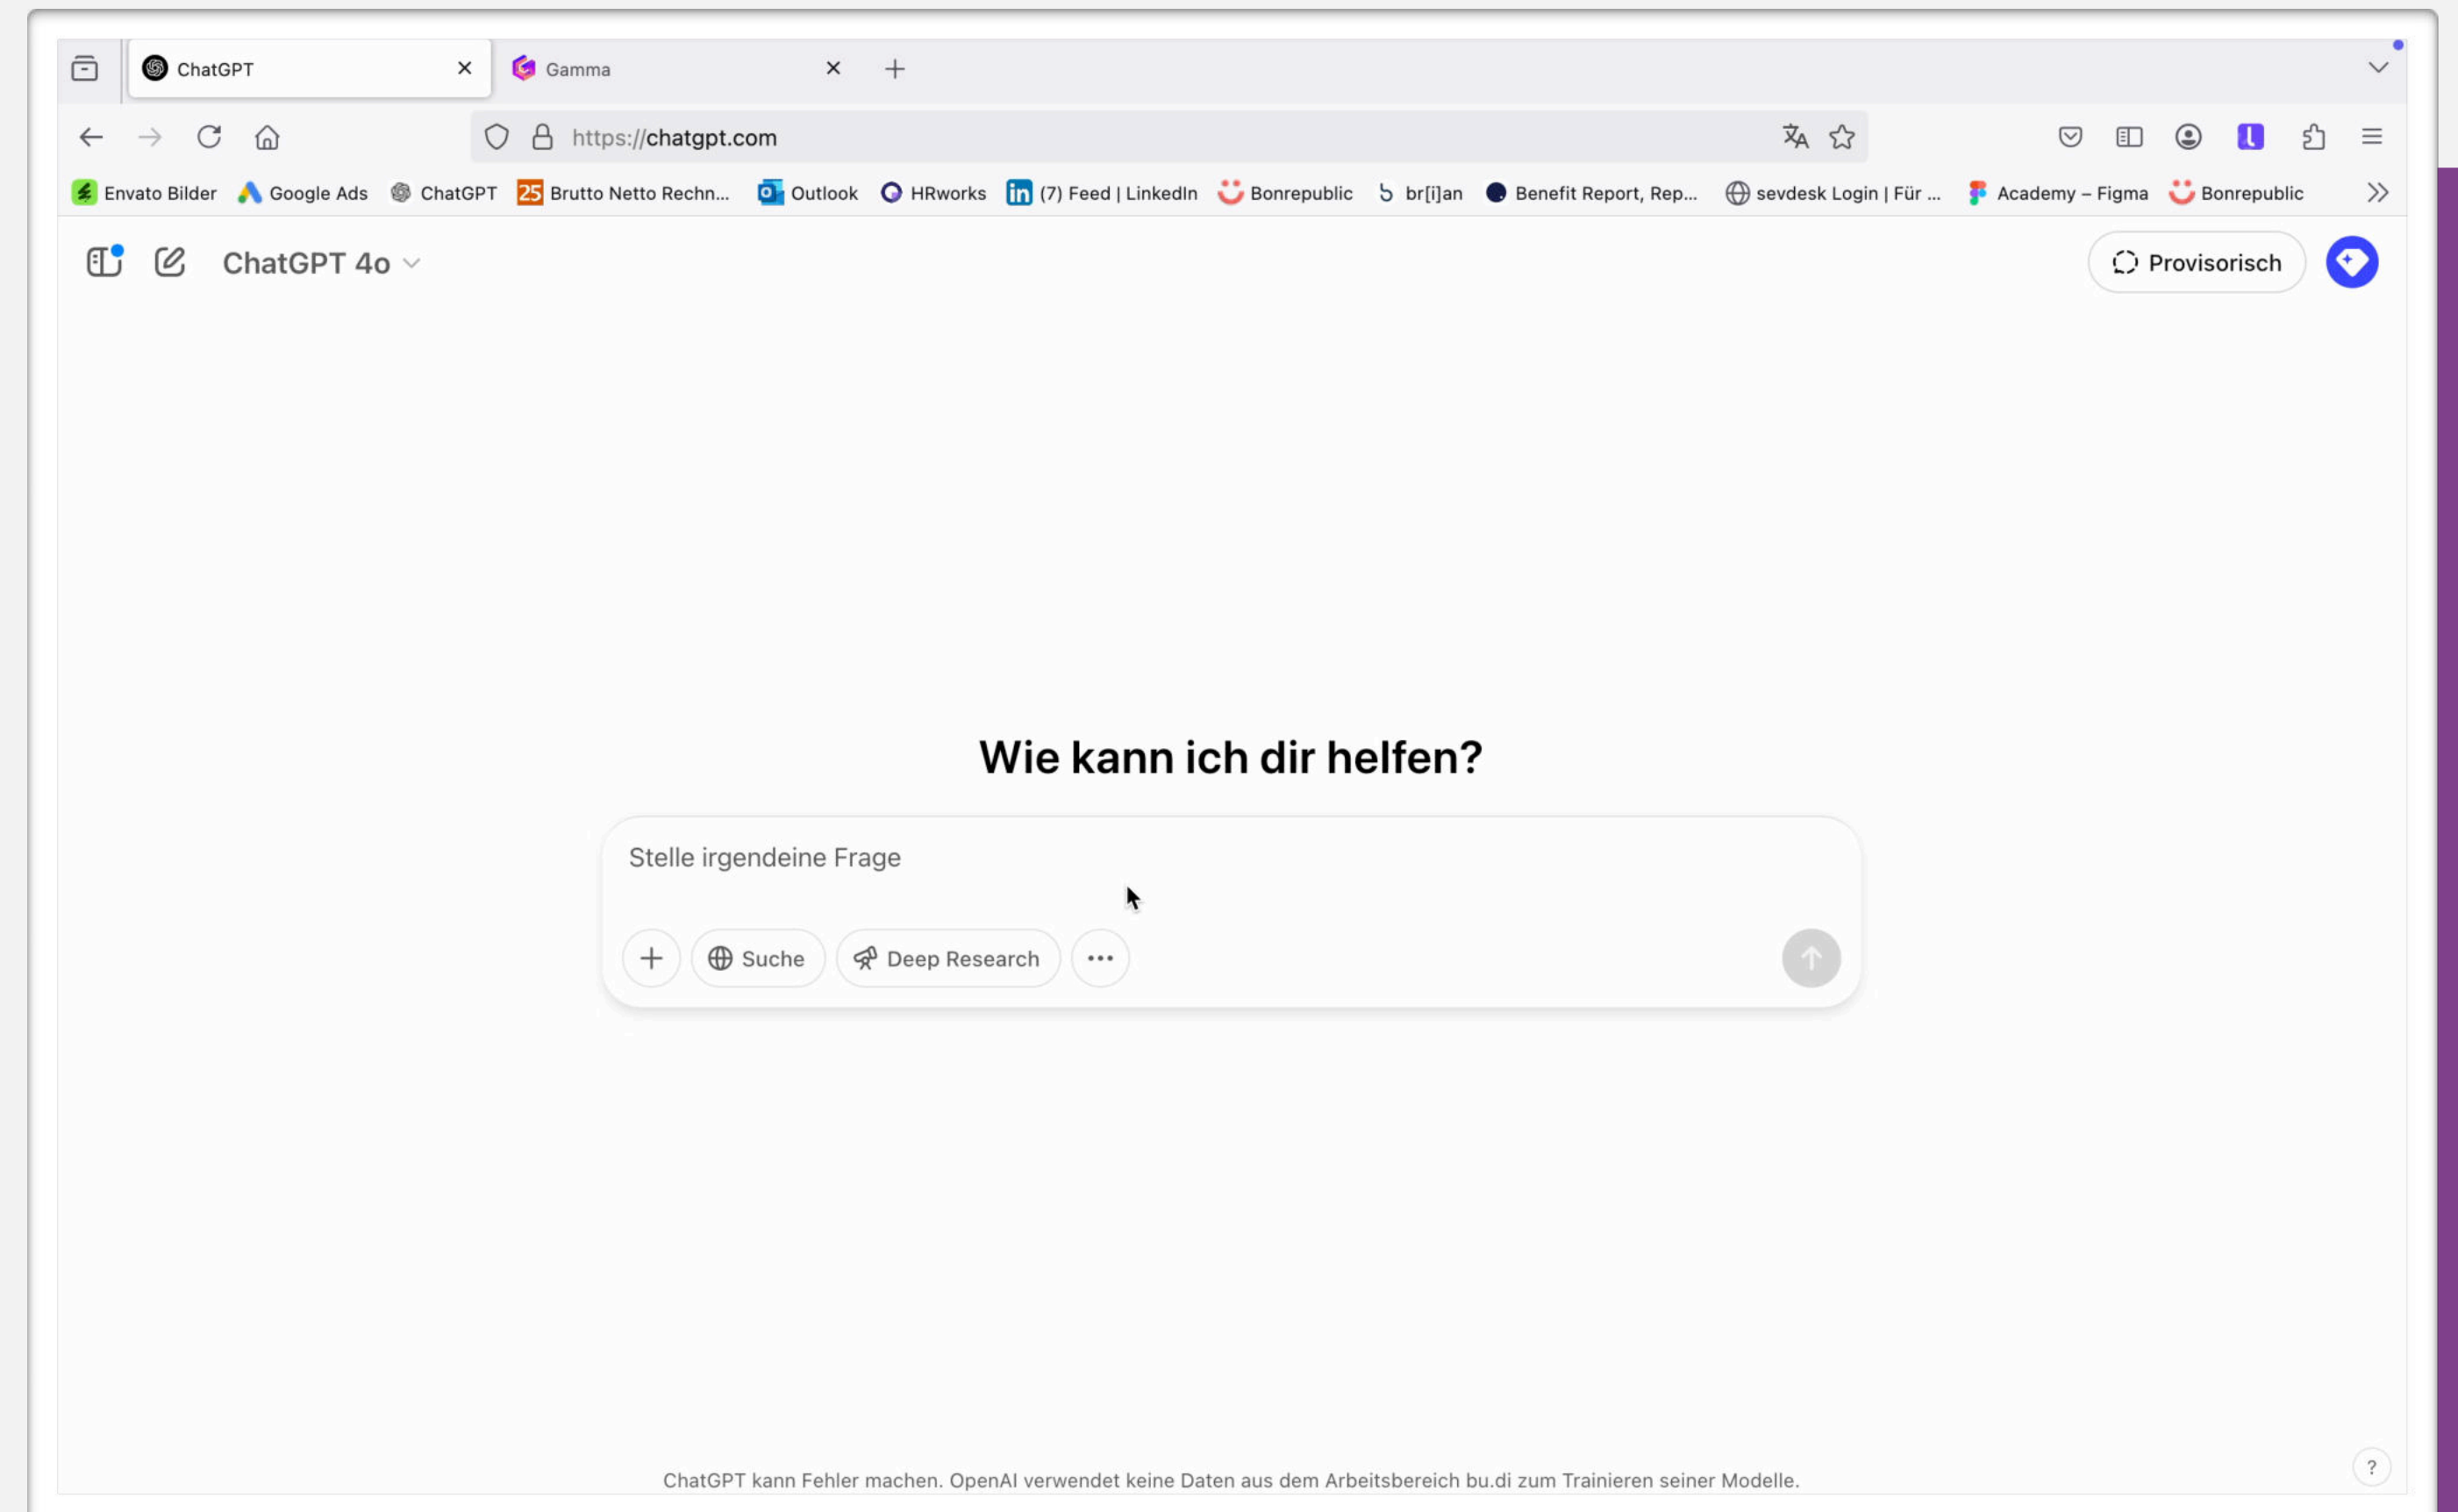 ChatGPT
Gamma
https://chatgpt.com
Envato Bilder Google Ads ChatGPT 25 Brutto Netto Rechn... Outlook HRworks (7) Feed | LinkedIn Bonrepublic br[i]an Benefit Report, Rep... sevdesk Login | Für ... Academy – Figma Bonrepublic
ChatGPT 4o
Provisorisch
Wie kann ich dir helfen?
Stelle irgendeine Frage
Suche Deep Research
ChatGPT kann Fehler machen. OpenAI verwendet keine Daten aus dem Arbeitsbereich bu.di zum Trainieren seiner Modelle.
?